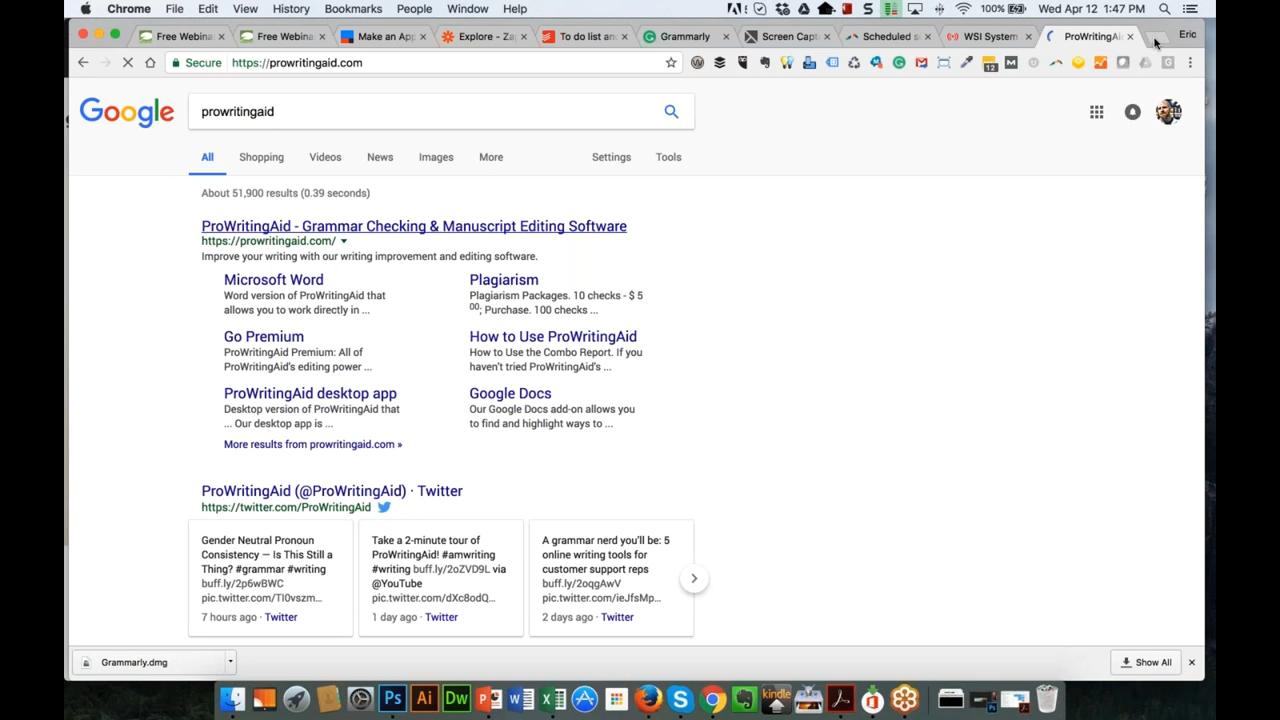 Chrome File Edit View History Bookmarks People Window Help 100% Wed Apr 12 1:47 PM
Free Webina
Free Webina
Make an App
Explore - Za
To do list and
Grammarly
Screen Capt
Scheduled s
WSI System
ProWritingAi
Eric
Secure https://prowritingaid.com
12
Google
prowritingaid
All Shopping Videos News Images More Settings Tools
About 51,900 results (0.39 seconds)
ProWritingAid - Grammar Checking & Manuscript Editing Software
https://prowritingaid.com/
Improve your writing with our writing improvement and editing software.
Microsoft Word
Word version of ProWritingAid that
allows you to work directly in ...
Plagiarism
Plagiarism Packages. 10 checks - $ 5
00; Purchase. 100 checks ...
Go Premium
ProWritingAid Premium: All of
ProWritingAid's editing power ...
How to Use ProWritingAid
How to Use the Combo Report. If you
haven't tried ProWritingAid's ...
ProWritingAid desktop app
Desktop version of ProWritingAid that
... Our desktop app is ...
Google Docs
Our Google Docs add-on allows you
to find and highlight ways to ...
More results from prowritingaid.com »
ProWritingAid (@ProWritingAid) · Twitter
https://twitter.com/ProWritingAid
Gender Neutral Pronoun
Consistency — Is This Still a
Thing? #grammar #writing
buff.ly/2p6wBWC
pic.twitter.com/TI0vszm...
7 hours ago · Twitter
Take a 2-minute tour of
ProWritingAid! #amwriting
#writing buff.ly/2oZVD9L via
@YouTube
pic.twitter.com/dXc8odQ...
1 day ago · Twitter
A grammar nerd you'll be: 5
online writing tools for
customer support reps
buff.ly/2oqgAwV
pic.twitter.com/ieJfsMp...
2 days ago · Twitter
Grammarly.dmg
Show All
Ps Ai Dw
kindle